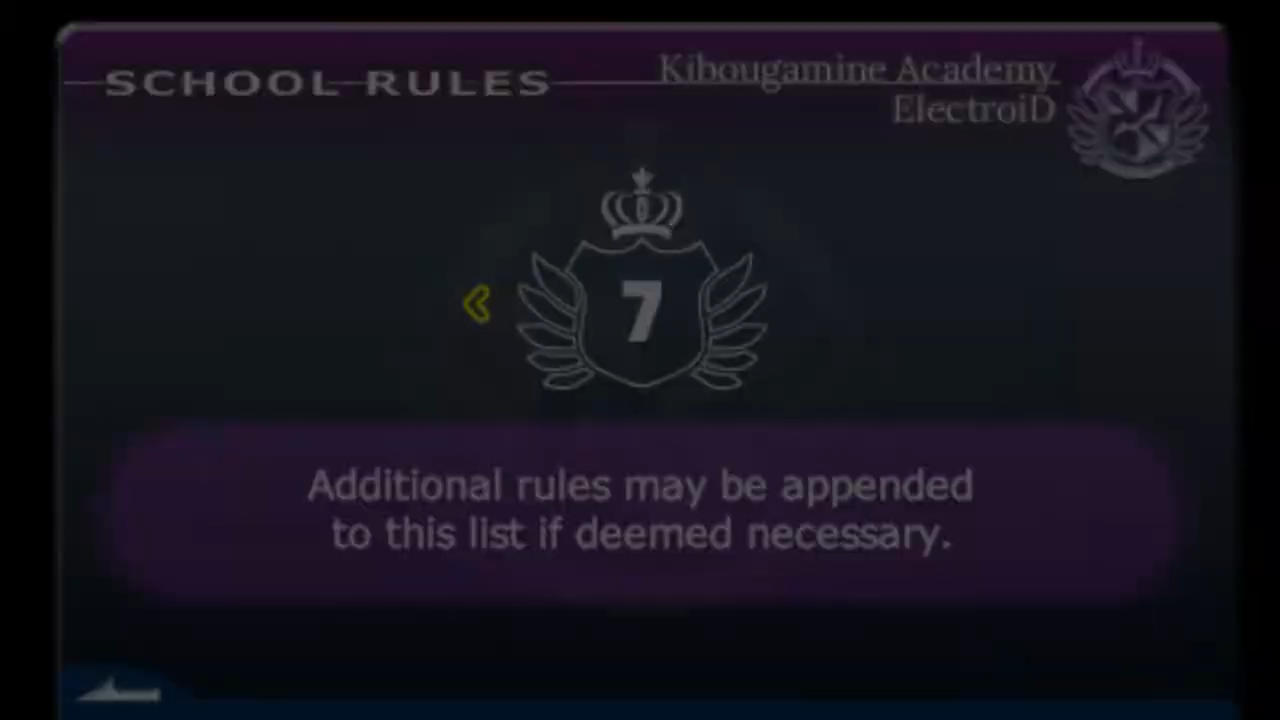 SCHOOL RULES
Kibougamine Academy
ElectroiD
7
Additional rules may be appended
to this list if deemed necessary.